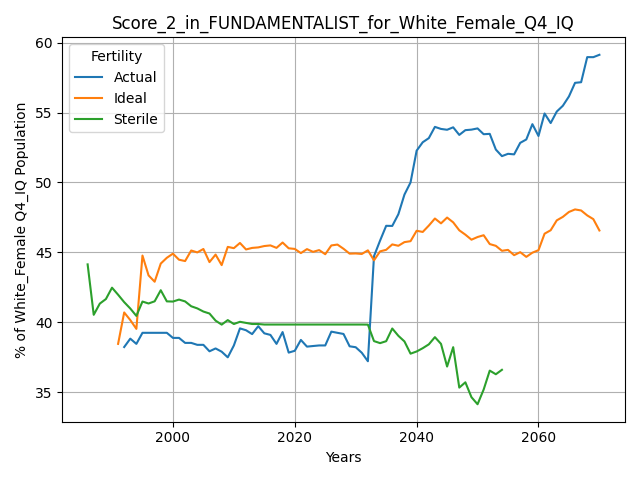 Score_2_in_FUNDAMENTALIST_for_White_Female_Q4_IQ
Fertility
Actual
Ideal
Sterile
% of White_Female Q4_IQ Population
60
55
50
45
40
35
2000
2020
2040
2060
Years